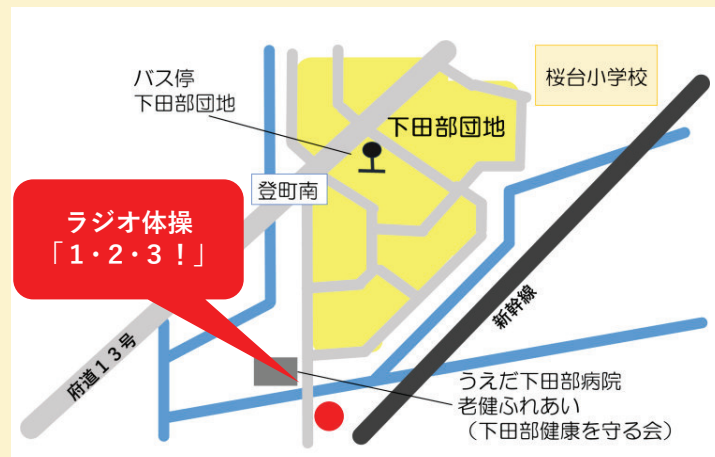 バス停
下田部団地
桜台小学校
下田部団地
登町南
ラジオ体操
「1・2・3！」
新幹線
府道13号
うえだ下田部病院
老健ふれあい
（下田部健康を守る会）